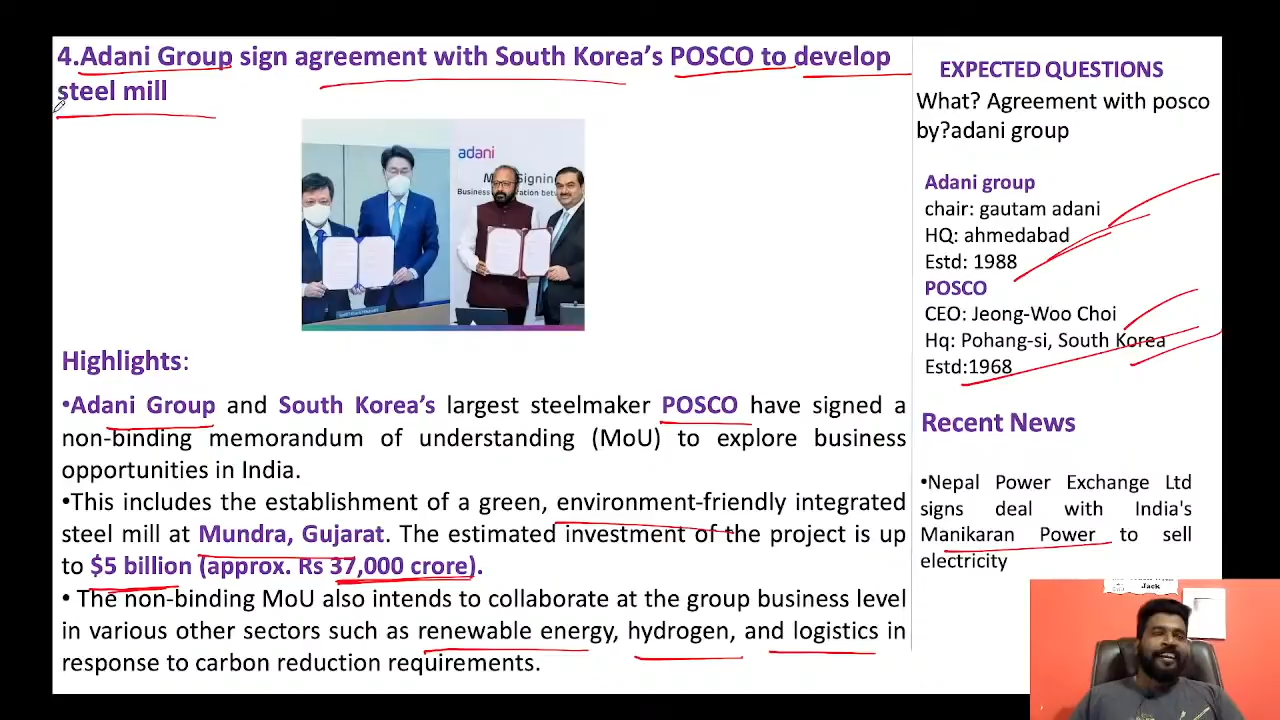 4.Adani Group sign agreement with South Korea's POSCO to develop
steel mill
adani
Business
Highlights:
•Adani Group and South Korea's largest steelmaker POSCO have signed a
non-binding memorandum of understanding (MoU) to explore business
opportunities in India.
•This includes the establishment of a green, environment-friendly integrated
steel mill at Mundra, Gujarat. The estimated investment of the project is up
to $5 billion (approx. Rs 37,000 crore).
• The non-binding MoU also intends to collaborate at the group business level
in various other sectors such as renewable energy, hydrogen, and logistics in
response to carbon reduction requirements.
EXPECTED QUESTIONS
What? Agreement with posco
by?adani group
Adani group
chair: gautam adani
HQ: ahmedabad
Estd: 1988
POSCO
CEO: Jeong-Woo Choi
Hq: Pohang-si, South Korea
Estd:1968
Recent News
•Nepal Power Exchange Ltd
signs deal with India's
Manikaran Power to sell
electricity
Jack